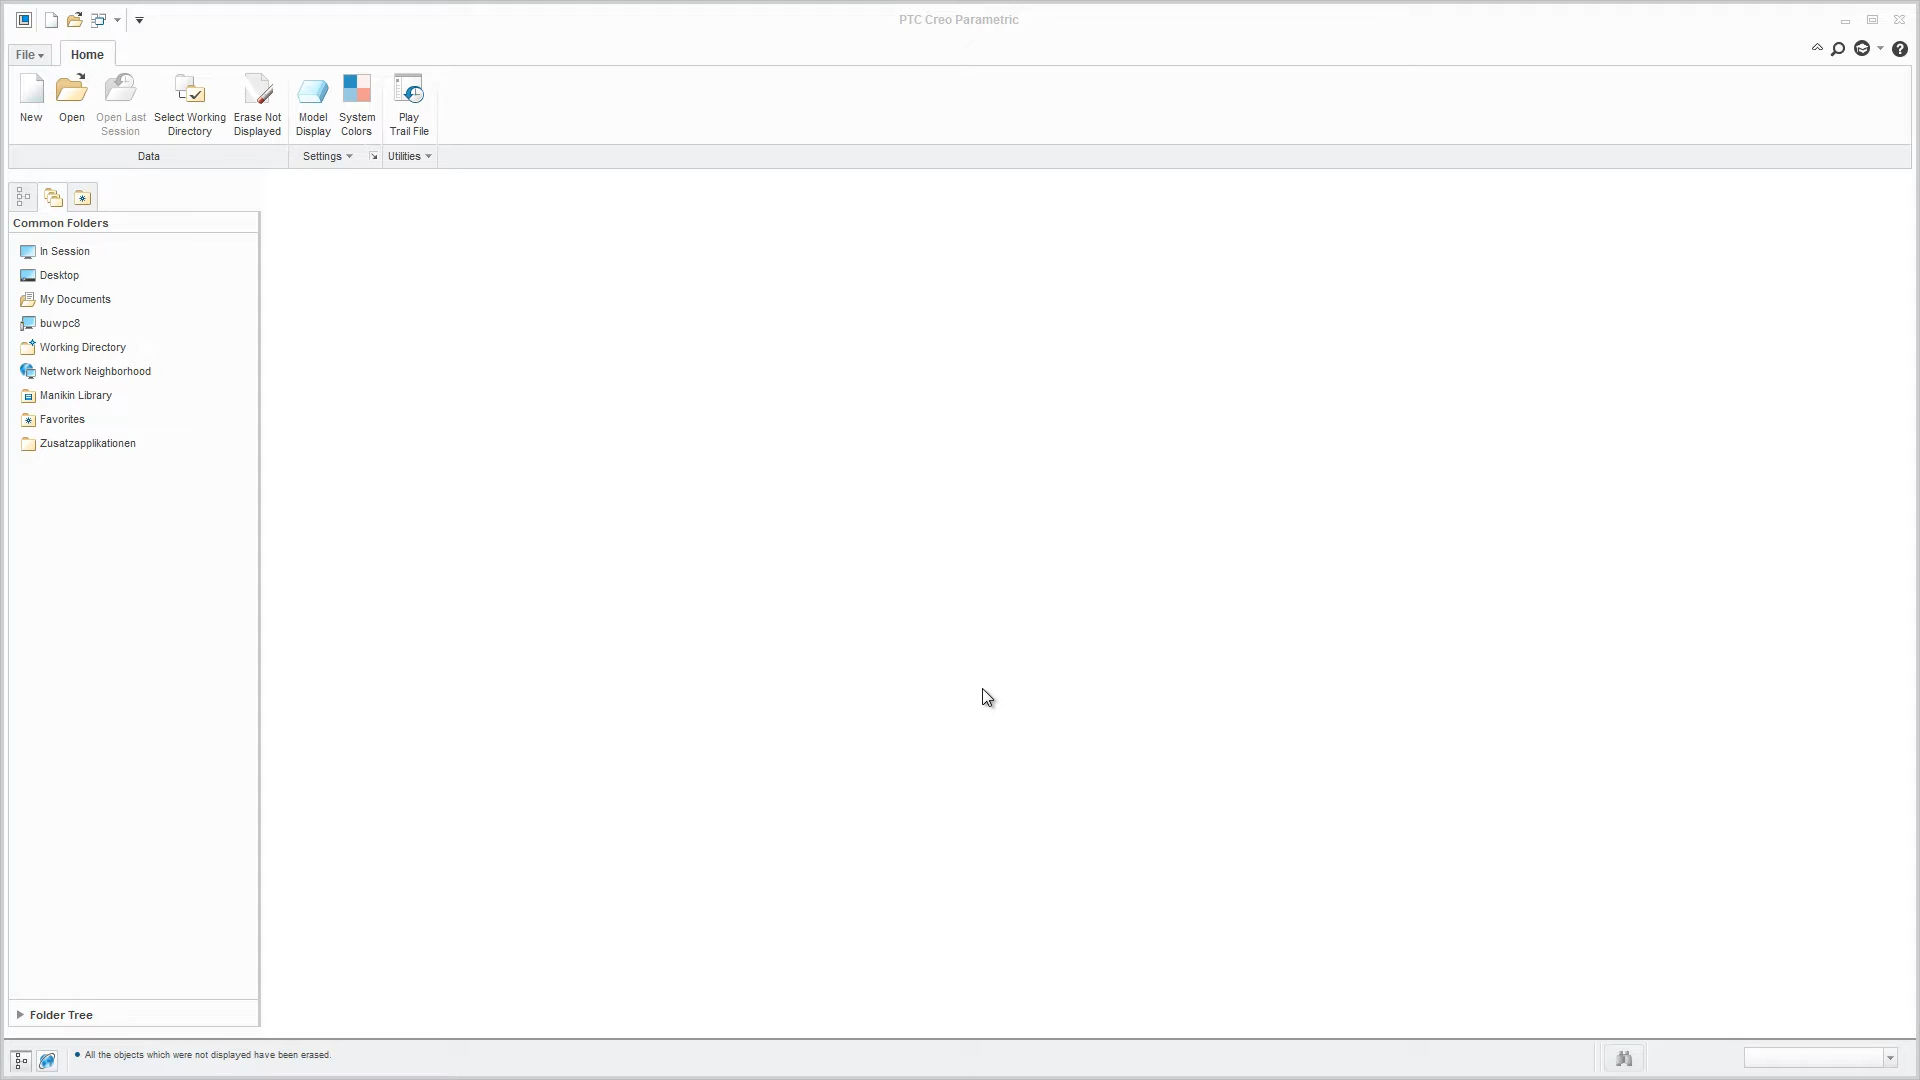 PTC Creo Parametric
File
Home
New
Open
Open Last
Session
Select Working
Directory
Erase Not
Displayed
Model
Display
System
Colors
Play
Trail File
Data
Settings
Utilities
Common Folders
In Session
Desktop
My Documents
buwpc8
Working Directory
Network Neighborhood
Manikin Library
Favorites
Zusatzapplikationen
Folder Tree
All the objects which were not displayed have been erased.